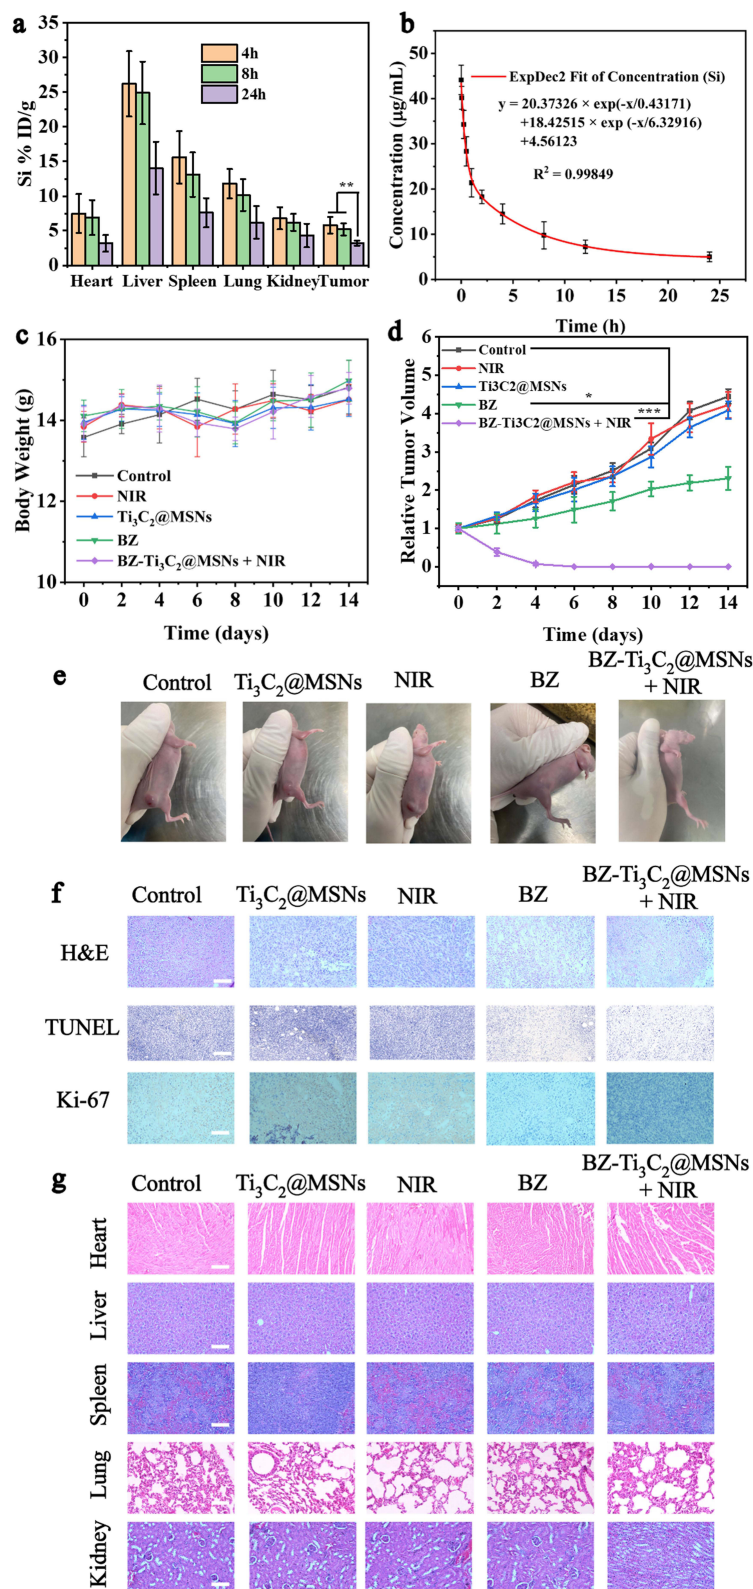 a
Si % ID/g
35
30
25
20
15
10
5
0
4h
8h
24h
**
Heart Liver Spleen Lung Kidney Tumor
b
Concentration (μg/mL)
50
40
30
20
10
0
ExpDec2 Fit of Concentration (Si)
y = 20.37326 × exp(-x/0.43171)
+18.42515 × exp (-x/6.32916)
+4.56123
R² = 0.99849
0 5 10 15 20 25
Time (h)
c
Body Weight (g)
16
14
12
10
Control
NIR
Ti₃C₂@MSNs
BZ
BZ-Ti₃C₂@MSNs + NIR
0 2 4 6 8 10 12 14
Time (days)
d
Relative Tumor Volume
6
5
4
3
2
1
0
Control
NIR
Ti3C2@MSNs
BZ
BZ-Ti3C2@MSNs + NIR
*
***
0 2 4 6 8 10 12 14
Time (days)
e
Control Ti₃C₂@MSNs NIR BZ BZ-Ti₃C₂@MSNs
+ NIR
f
Control Ti₃C₂@MSNs NIR BZ BZ-Ti₃C₂@MSNs
+ NIR
H&E
TUNEL
Ki-67
g
Control Ti₃C₂@MSNs NIR BZ BZ-Ti₃C₂@MSNs
+ NIR
Heart
Liver
Spleen
Lung
Kidney